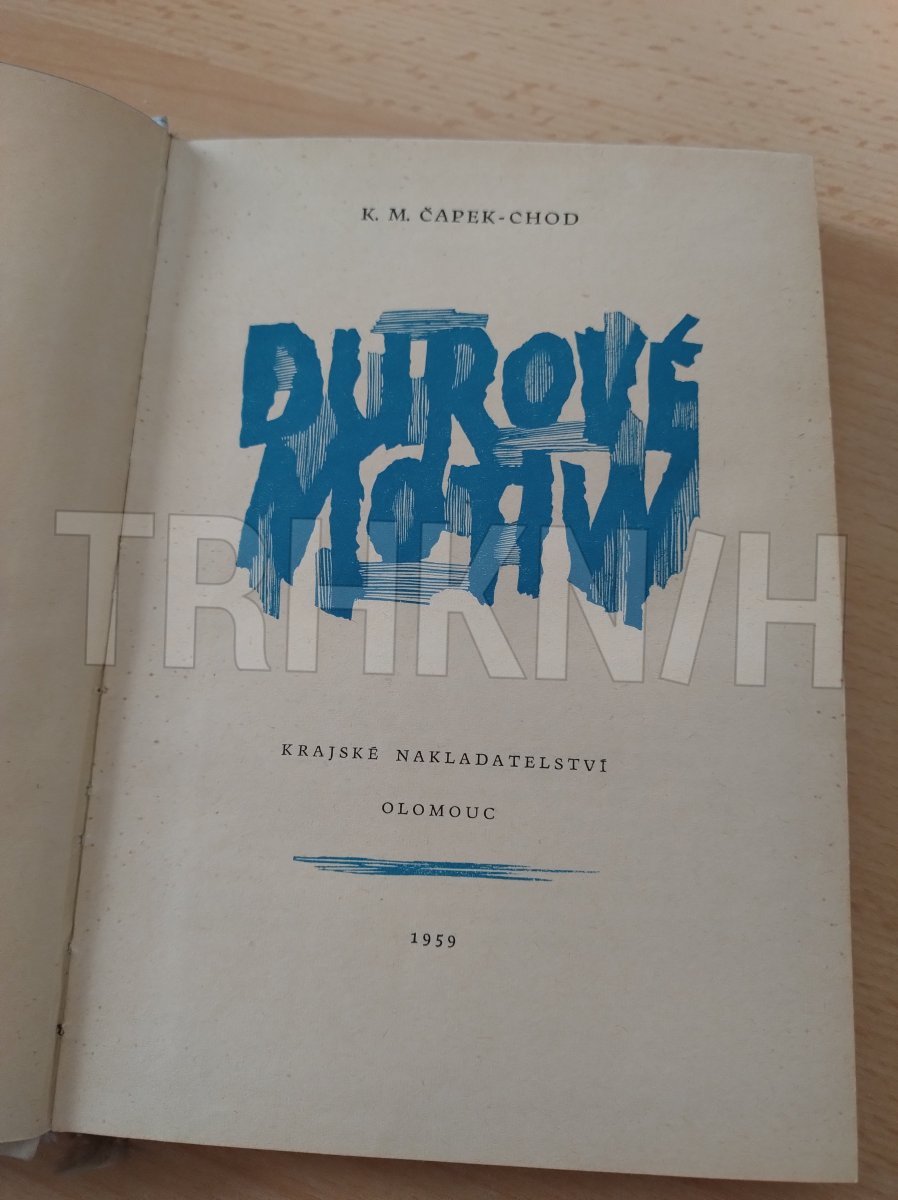 K. M. ČAPEK-CHOD
DUROVÉ
MOTIVY
KRAJSKÉ NAKLADATELSTVÍ
OLOMOUC
1959
TRHKNIH